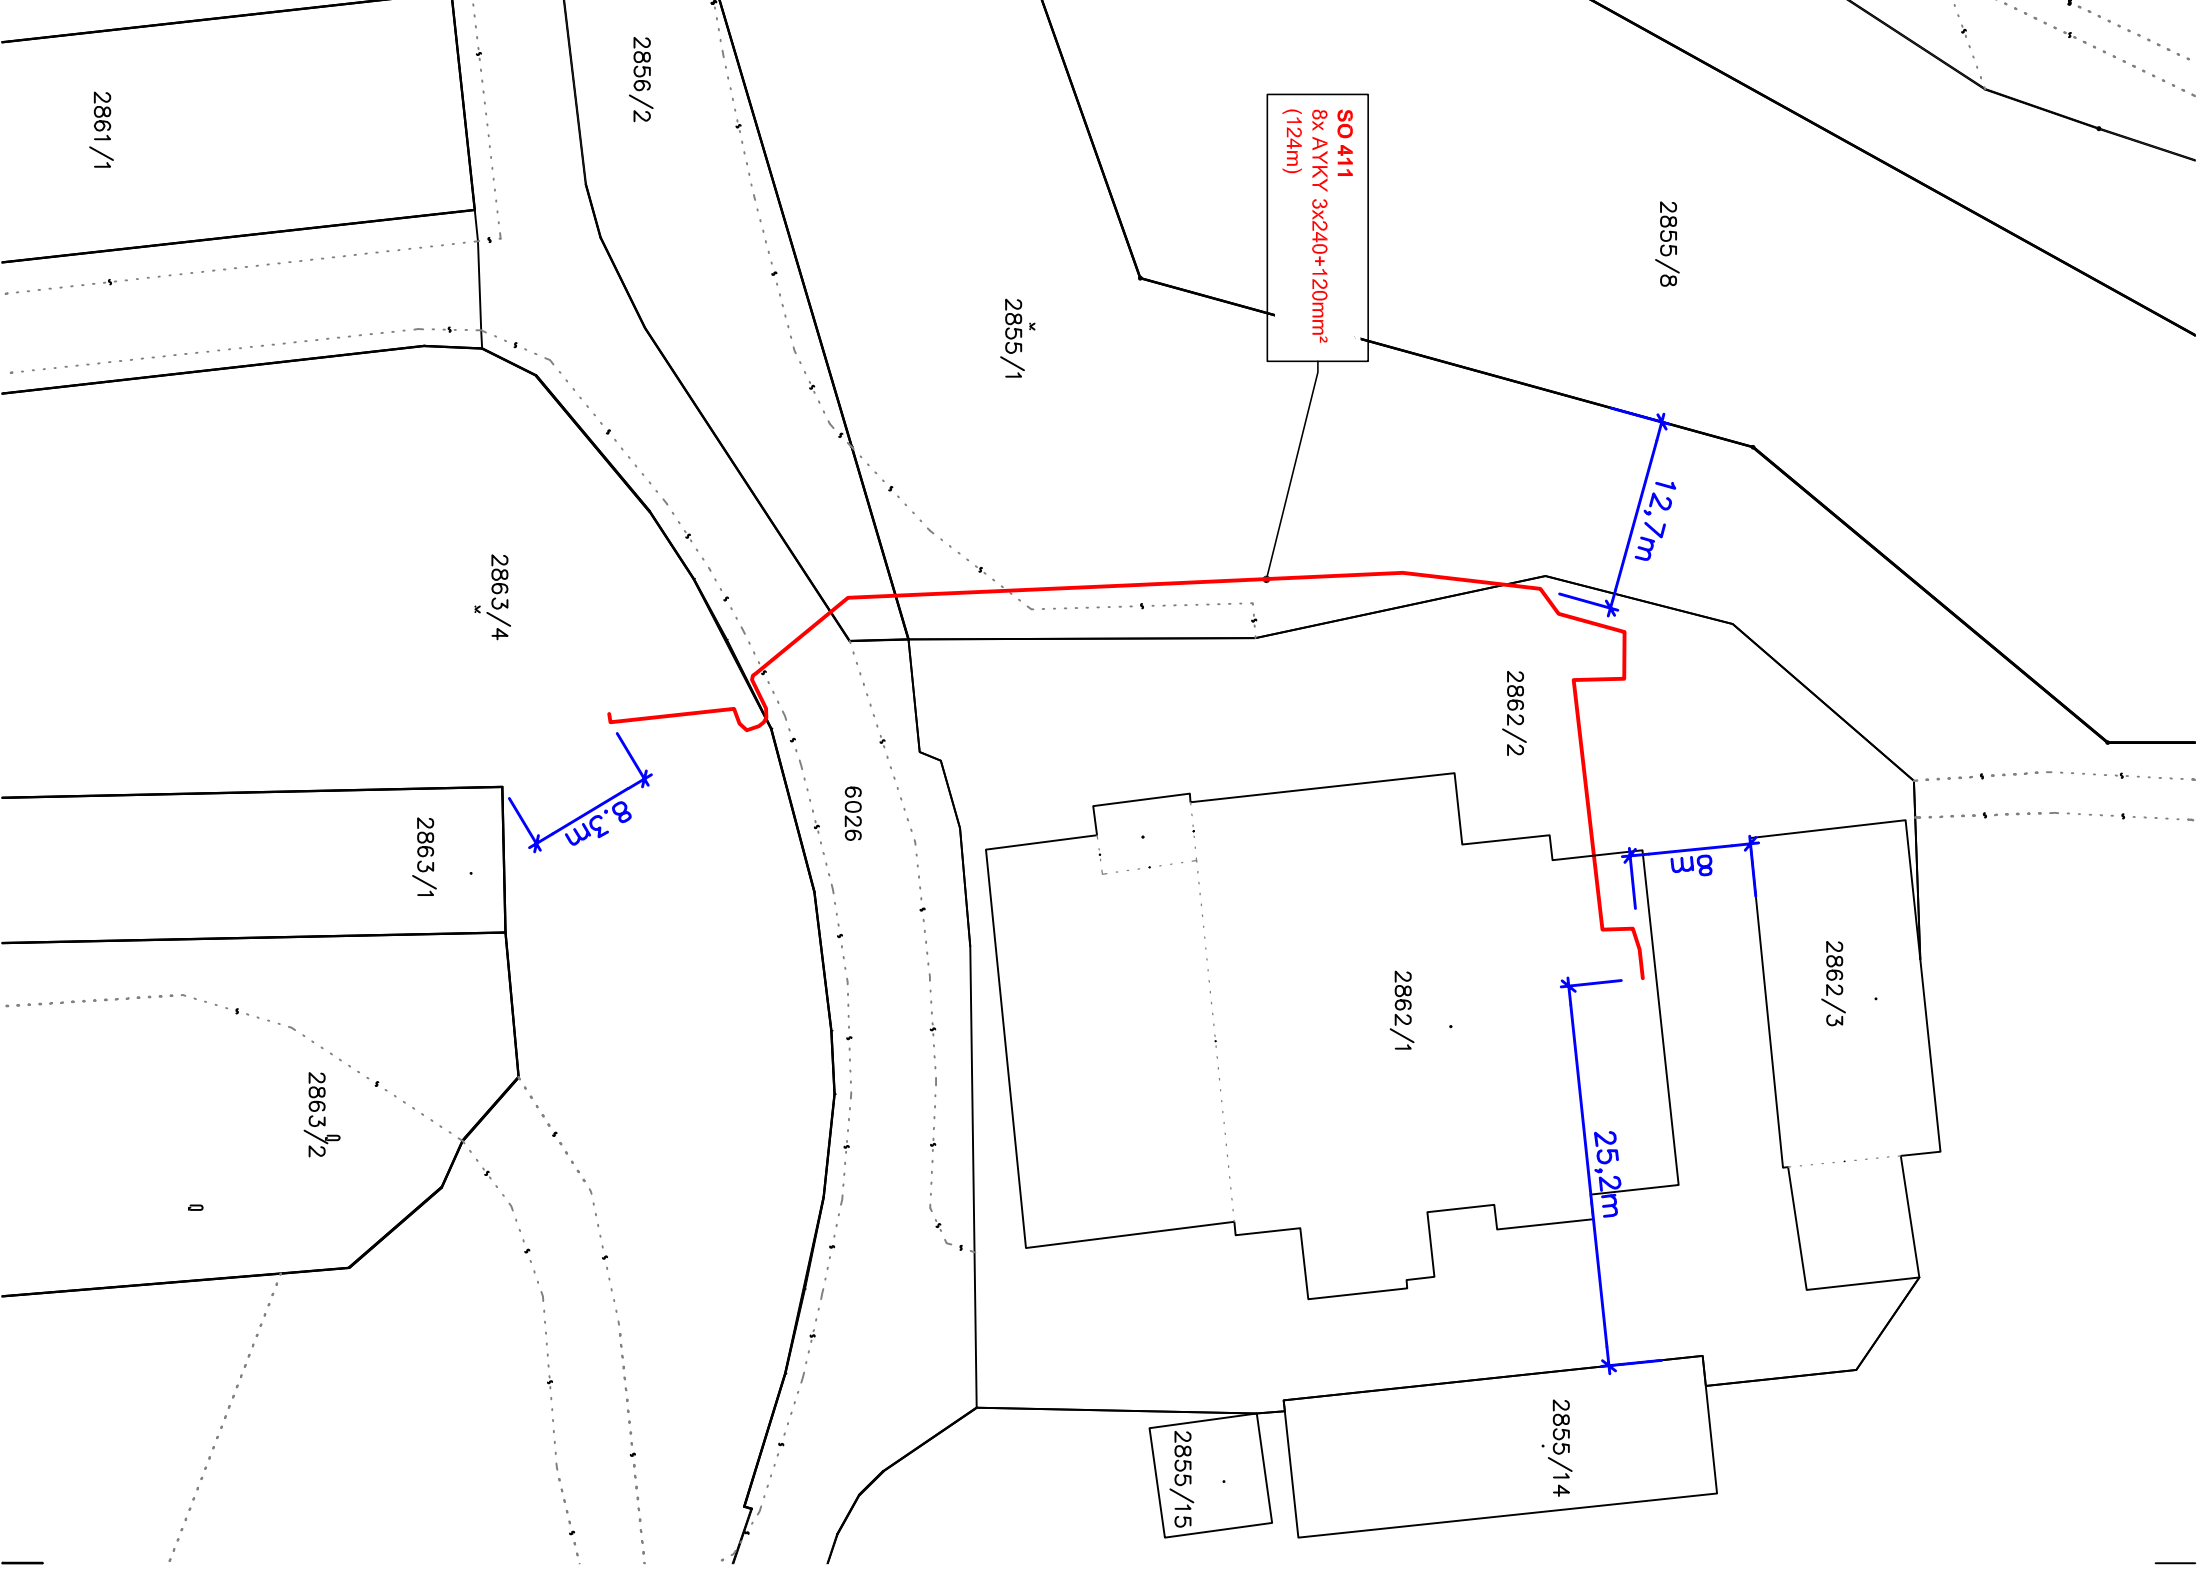 SO 411
8x AYKY 3x240+120mm²
(124m)
2861/1
2856/2
2855/1
2855/8
12,7m
2863/4
2862/2
6026
8.3m
2863/1
8m
2862/3
2862/1
25,2m
2863/2
2855/14
2855/15